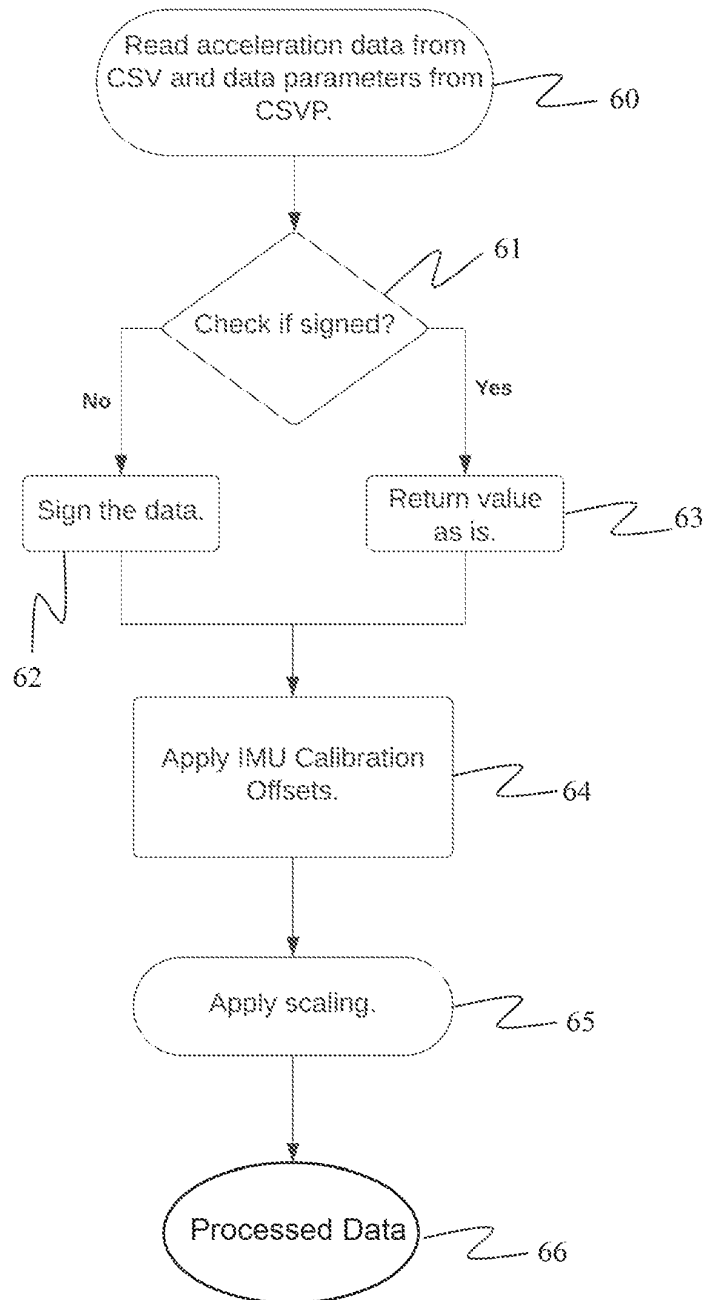 Read acceleration data from
CSV and data parameters from
CSVP.
60
61
Check if signed?
No
Yes
Sign the data.
Return value
as is.
63
62
Apply IMU Calibration
Offsets.
64
Apply scaling.
65
Processed Data
66